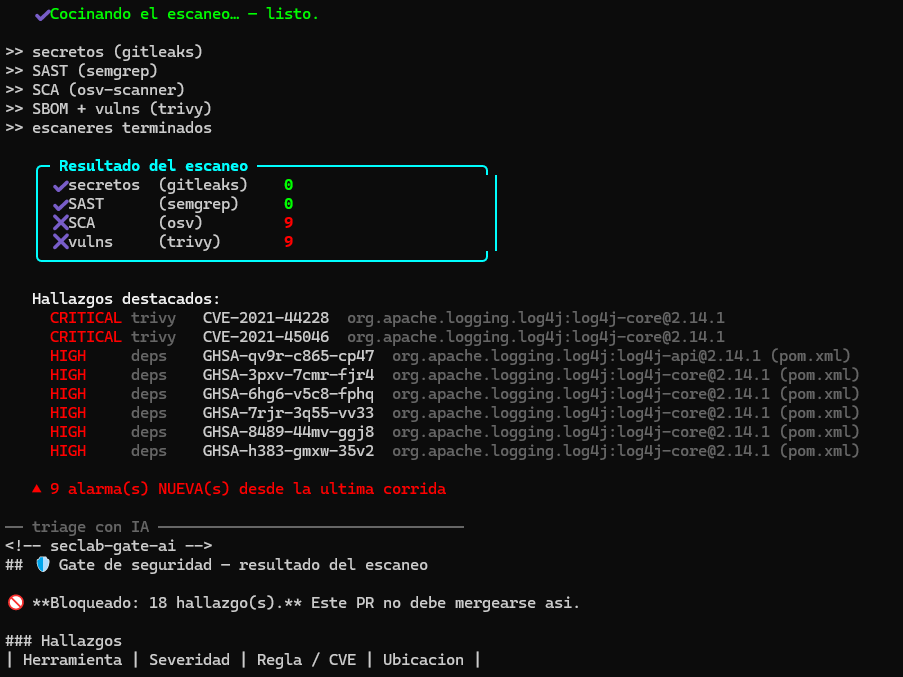 ✔Cocinando el escaneo… — listo.
>> secretos (gitleaks)
>> SAST (semgrep)
>> SCA (osv-scanner)
>> SBOM + vulns (trivy)
>> escaneres terminados
Resultado del escaneo
✔secretos (gitleaks) 0
✔SAST (semgrep) 0
✖SCA (osv) 9
✖vulns (trivy) 9
Hallazgos destacados:
CRITICAL trivy CVE-2021-44228 org.apache.logging.log4j:log4j-core@2.14.1
CRITICAL trivy CVE-2021-45046 org.apache.logging.log4j:log4j-core@2.14.1
HIGH deps GHSA-qv9r-c865-cp47 org.apache.logging.log4j:log4j-api@2.14.1 (pom.xml)
HIGH deps GHSA-3pxv-7cmr-fjr4 org.apache.logging.log4j:log4j-core@2.14.1 (pom.xml)
HIGH deps GHSA-6hg6-v5c8-fphq org.apache.logging.log4j:log4j-core@2.14.1 (pom.xml)
HIGH deps GHSA-7rjr-3q55-vv33 org.apache.logging.log4j:log4j-core@2.14.1 (pom.xml)
HIGH deps GHSA-8489-44mv-ggj8 org.apache.logging.log4j:log4j-core@2.14.1 (pom.xml)
HIGH deps GHSA-h383-gmxw-35v2 org.apache.logging.log4j:log4j-core@2.14.1 (pom.xml)
▲ 9 alarma(s) NUEVA(s) desde la ultima corrida
── triage con IA ──────────────────────────────────
<!-- seclab-gate-ai -->
## 🛡️ Gate de seguridad — resultado del escaneo
🚫 **Bloqueado: 18 hallazgo(s).** Este PR no debe mergearse asi.
### Hallazgos
| Herramienta | Severidad | Regla / CVE | Ubicacion |